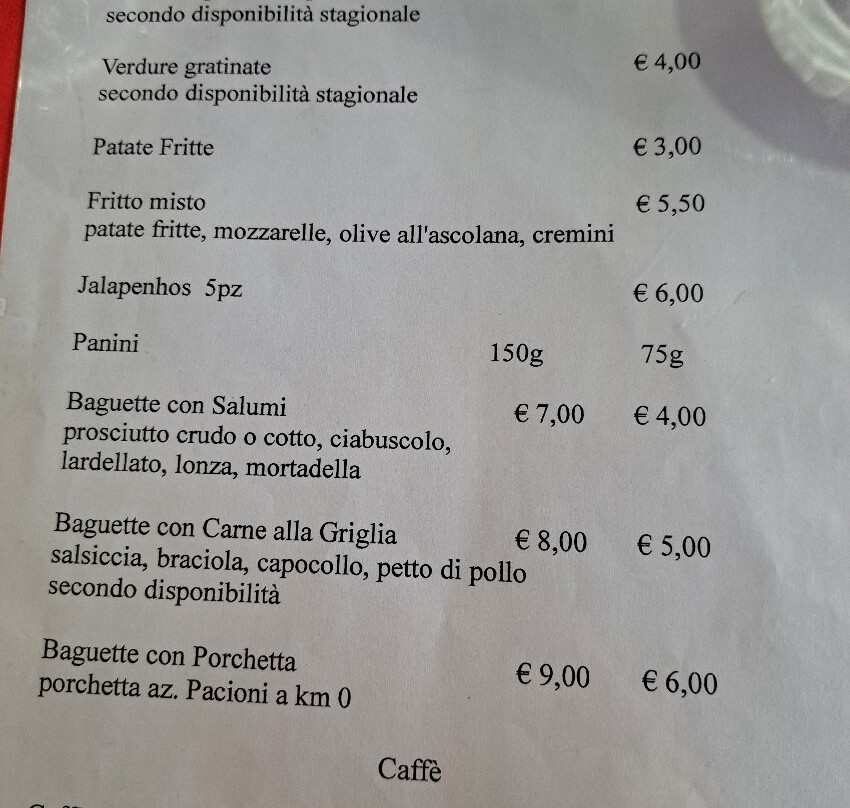 secondo disponibilità stagionale
Verdure gratinate € 4,00
secondo disponibilità stagionale
Patate Fritte € 3,00
Fritto misto € 5,50
patate fritte, mozzarelle, olive all'ascolana, cremini
Jalapenhos 5pz € 6,00
Panini 150g 75g
Baguette con Salumi € 7,00 € 4,00
prosciutto crudo o cotto, ciabuscolo,
lardellato, lonza, mortadella
Baguette con Carne alla Griglia € 8,00 € 5,00
salsiccia, braciola, capocollo, petto di pollo
secondo disponibilità
Baguette con Porchetta € 9,00 € 6,00
porchetta az. Pacioni a km 0
Caffè